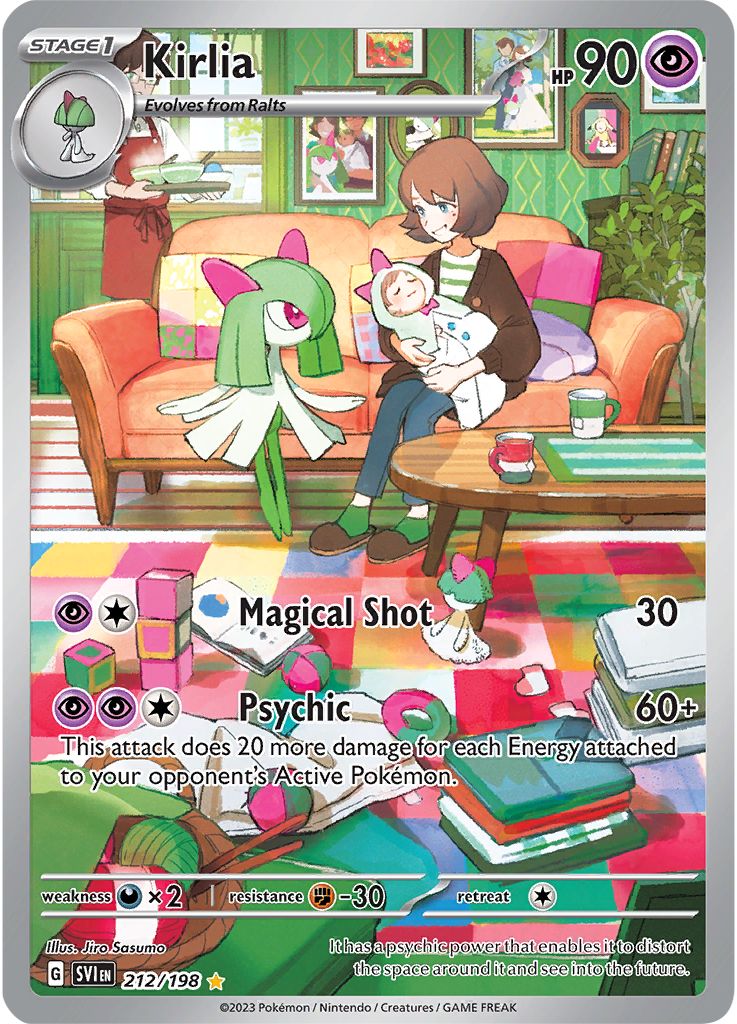 STAGE1 Kirlia HP 90
Evolves from Ralts
Magical Shot 30
Psychic 60+
This attack does 20 more damage for each Energy attached
to your opponent's Active Pokémon.
weakness ×2 resistance -30 retreat
Illus. Jiro Sasumo
It has a psychic power that enables it to distort
the space around it and see into the future.
G SVI EN 212/198
©2023 Pokémon / Nintendo / Creatures / GAME FREAK